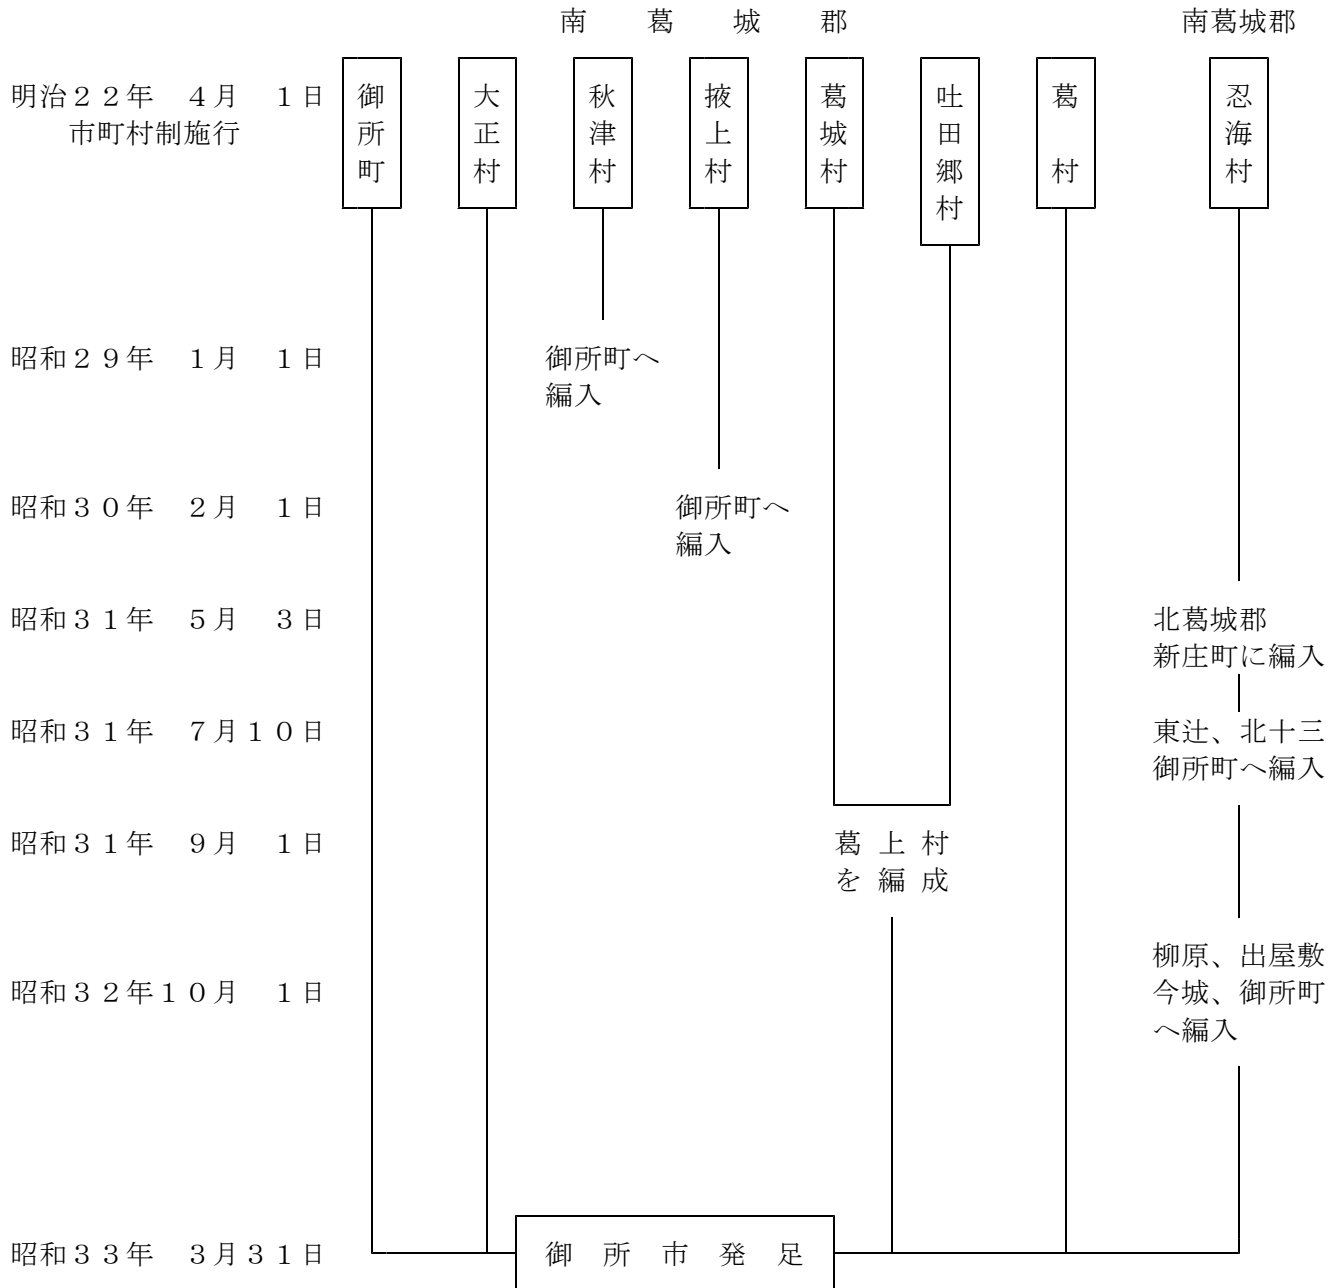 南　葛　城　郡
南葛城郡
明治２２年　４月　１日
市町村制施行
御所町
大正村
秋津村
掖上村
葛城村
吐田郷村
葛　村
忍海村
昭和２９年　１月　１日
御所町へ
編入
昭和３０年　２月　１日
御所町へ
編入
昭和３１年　５月　３日
北葛城郡
新庄町に編入
昭和３１年　７月１０日
東辻、北十三
御所町へ編入
昭和３１年　９月　１日
葛上村
を編成
昭和３２年１０月　１日
柳原、出屋敷
今城、御所町
へ編入
昭和３３年　３月３１日
御所市発足